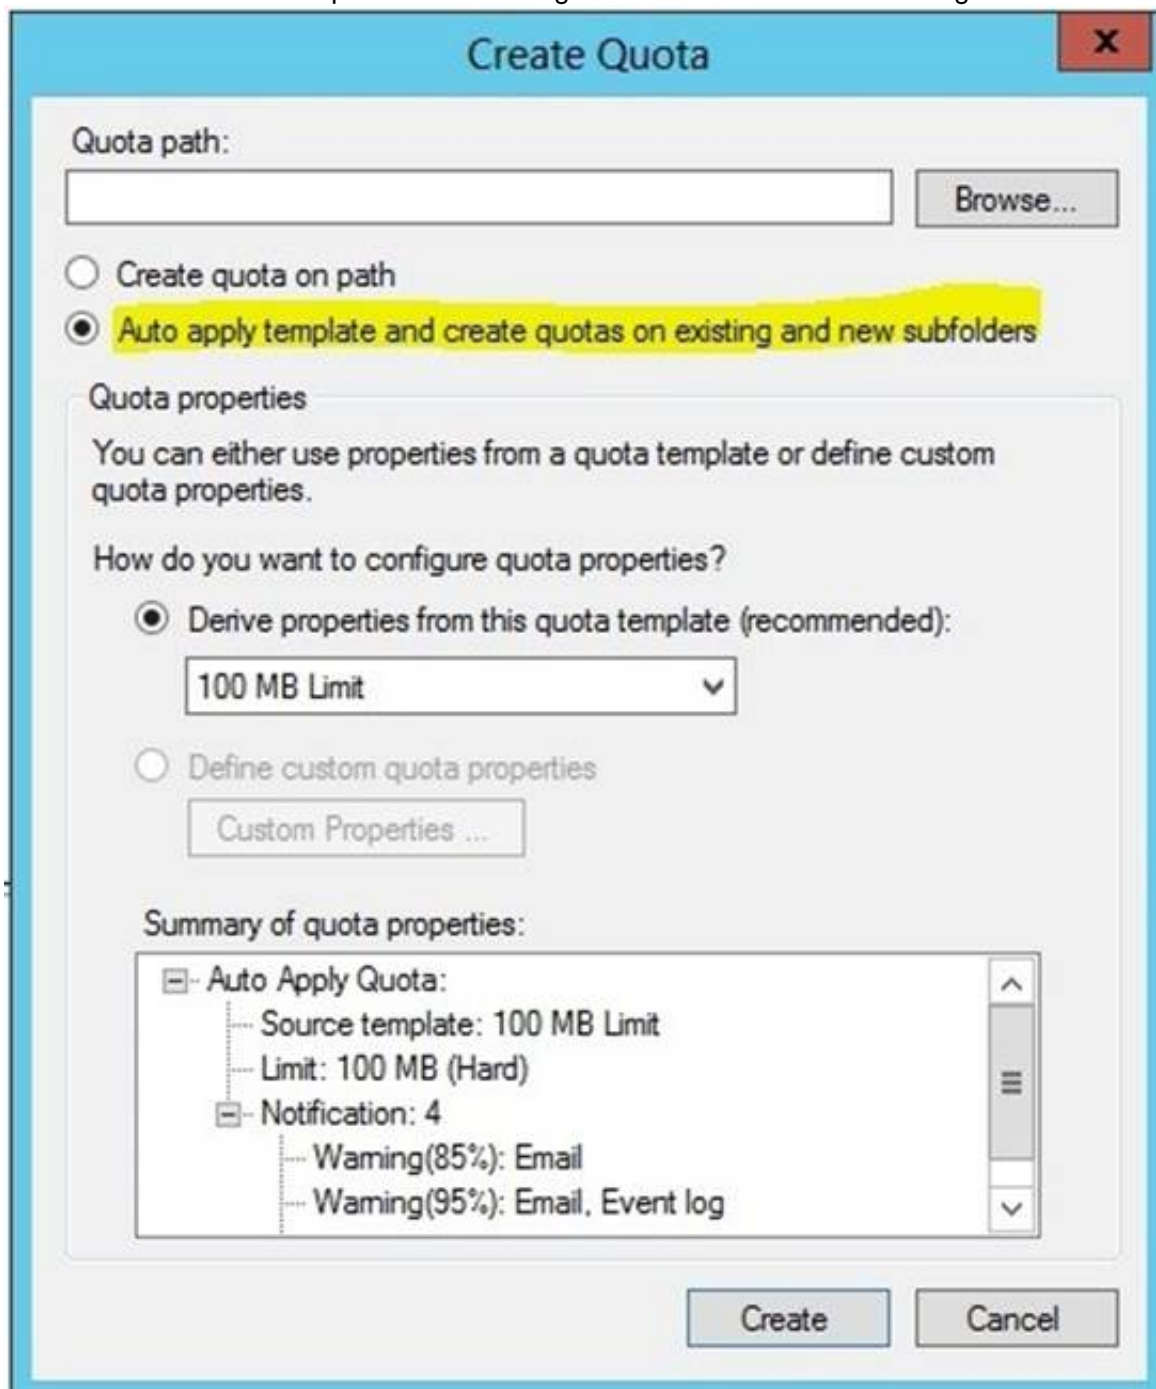 Create Quota
x
Quota path:
Browse...
Create quota on path
Auto apply template and create quotas on existing and new subfolders
Quota properties
You can either use properties from a quota template or define custom
quota properties.
How do you want to configure quota properties?
Derive properties from this quota template (recommended):
100 MB Limit
Define custom quota properties
Custom Properties ...
Summary of quota properties:
Auto Apply Quota:
Source template: 100 MB Limit
Limit: 100 MB (Hard)
Notification: 4
Warning(85%): Email
Warning(95%): Email, Event log
Create Cancel